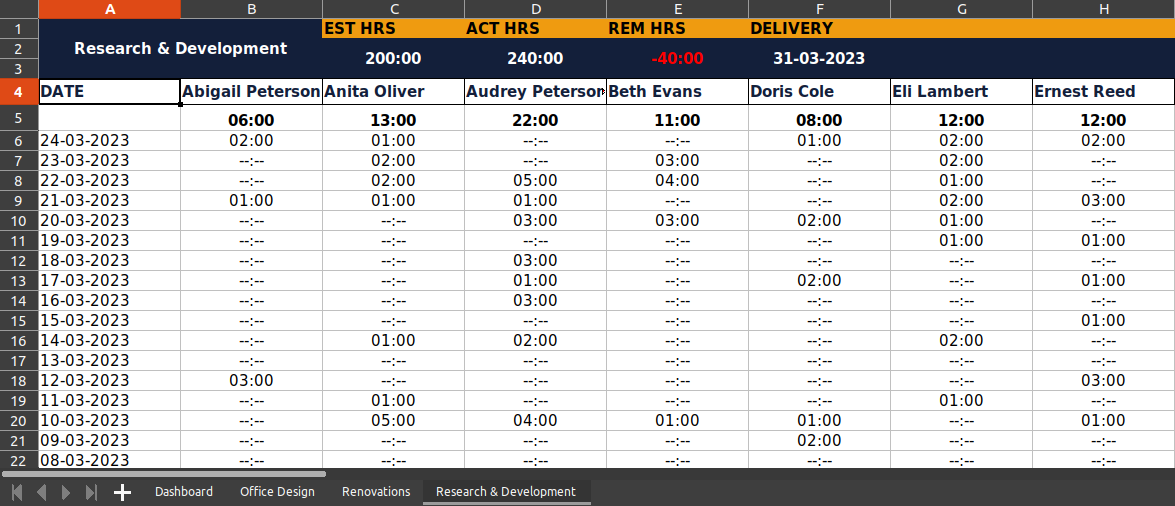 A B C D E F G H
1 EST HRS ACT HRS REM HRS DELIVERY
2 Research & Development 200:00 240:00 -40:00 31-03-2023
3
4 DATE Abigail Peterson Anita Oliver Audrey Peterson Beth Evans Doris Cole Eli Lambert Ernest Reed
5 06:00 13:00 22:00 11:00 08:00 12:00 12:00
6 24-03-2023 02:00 01:00 --:-- --:-- 01:00 02:00 02:00
7 23-03-2023 --:-- 02:00 --:-- 03:00 --:-- 02:00 --:--
8 22-03-2023 --:-- 02:00 05:00 04:00 --:-- 01:00 --:--
9 21-03-2023 01:00 01:00 01:00 --:-- --:-- 02:00 03:00
10 20-03-2023 --:-- --:-- 03:00 03:00 02:00 01:00 --:--
11 19-03-2023 --:-- --:-- --:-- --:-- --:-- 01:00 01:00
12 18-03-2023 --:-- --:-- 03:00 --:-- --:-- --:-- --:--
13 17-03-2023 --:-- --:-- 01:00 --:-- 02:00 --:-- 01:00
14 16-03-2023 --:-- --:-- 03:00 --:-- --:-- --:-- --:--
15 15-03-2023 --:-- --:-- --:-- --:-- --:-- --:-- 01:00
16 14-03-2023 --:-- 01:00 02:00 --:-- --:-- 02:00 --:--
17 13-03-2023 --:-- --:-- --:-- --:-- --:-- --:-- --:--
18 12-03-2023 03:00 --:-- --:-- --:-- --:-- --:-- 03:00
19 11-03-2023 --:-- 01:00 --:-- --:-- --:-- 01:00 --:--
20 10-03-2023 --:-- 05:00 04:00 01:00 01:00 --:-- 01:00
21 09-03-2023 --:-- --:-- --:-- --:-- 02:00 --:-- --:--
22 08-03-2023 --:-- --:-- --:-- --:-- --:-- --:-- --:--
Dashboard Office Design Renovations Research & Development